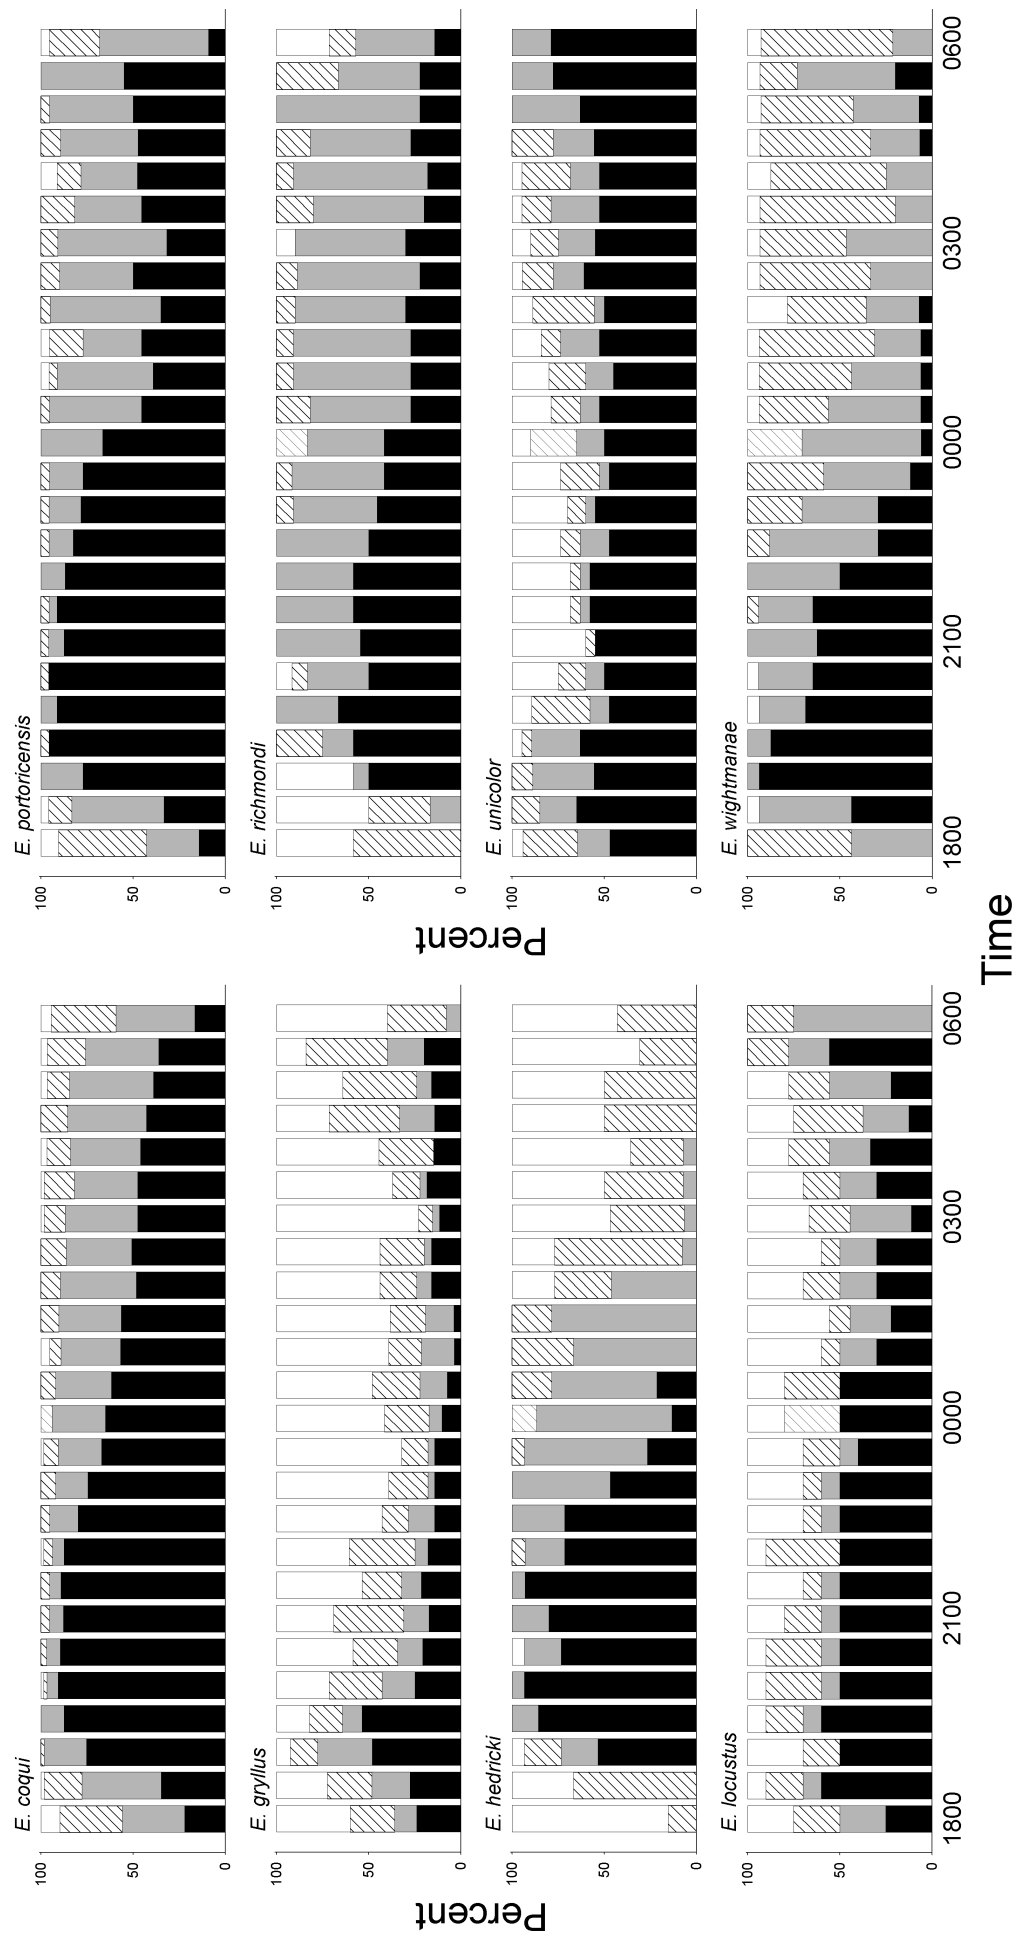 E. coqui
100
50
0
E. gryllus
100
50
0
E. hedricki
100
50
0
E. locustus
100
50
0
Percent
1800 2100 0000 0300 0600
E. portoricensis
100
50
0
E. richmondi
100
50
0
E. unicolor
100
50
0
E. wightmanae
100
50
0
Percent
1800 2100 0000 0300 0600
Time